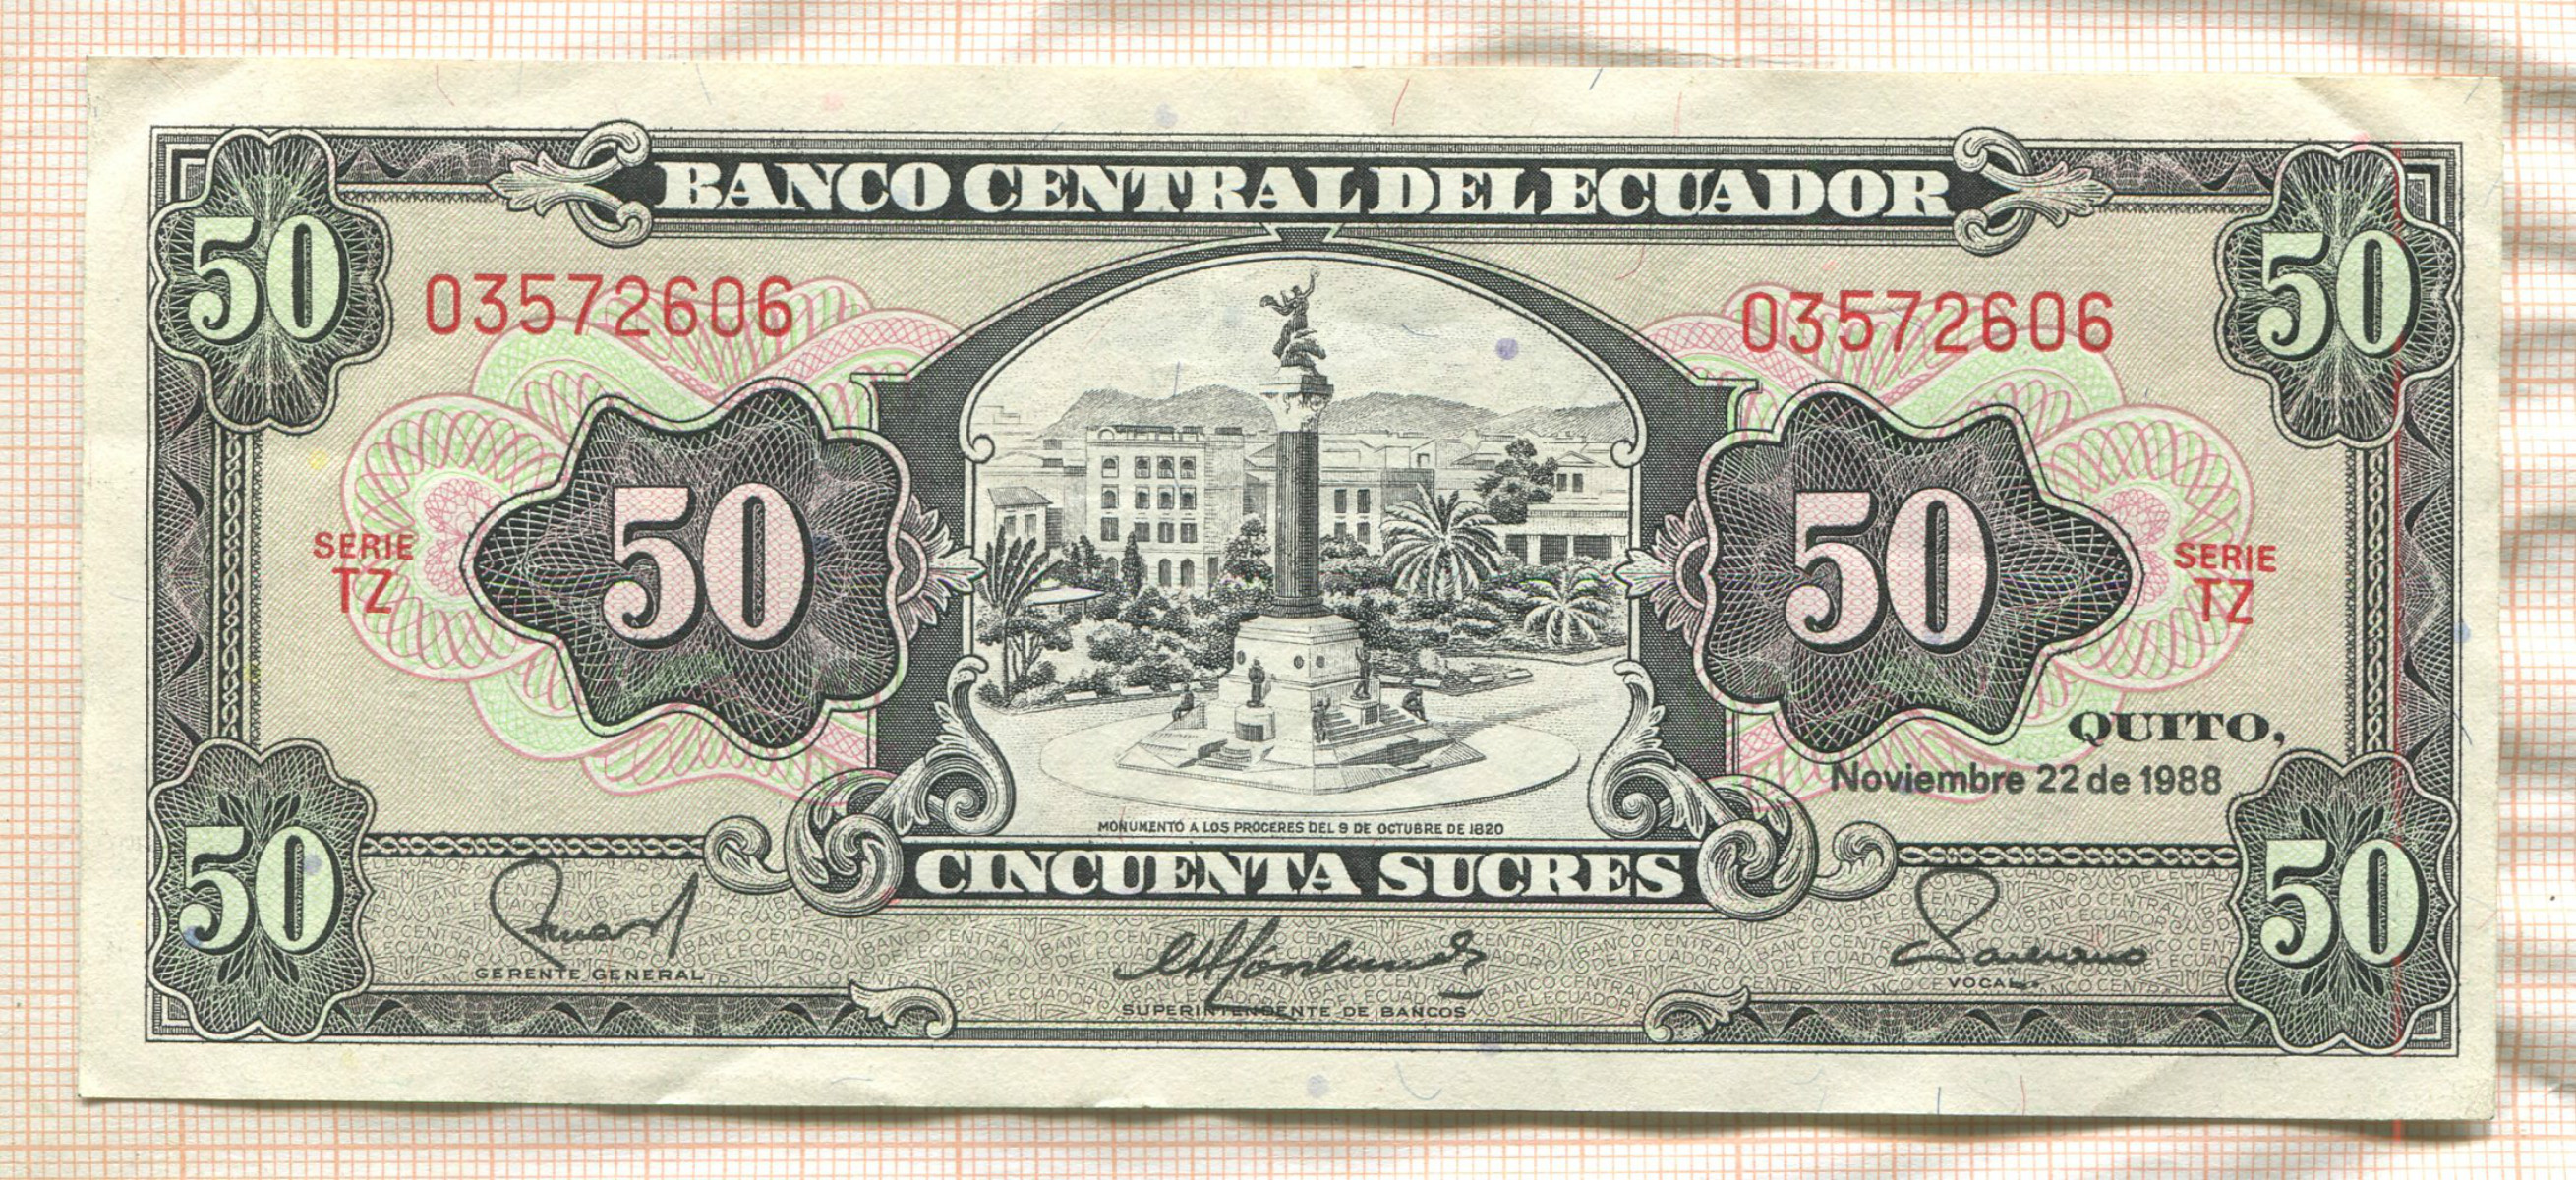 BANCO CENTRAL DEL ECUADOR
50
50
03572606
03572606
50
50
SERIE
TZ
SERIE
TZ
QUITO,
Noviembre 22 de 1988
MONUMENTO A LOS PROCERES DEL 9 DE OCTUBRE DE 1820
CINCUENTA SUCRES
50
50
GERENTE GENERAL
SUPERINTENDENTE DE BANCOS
VOCAL